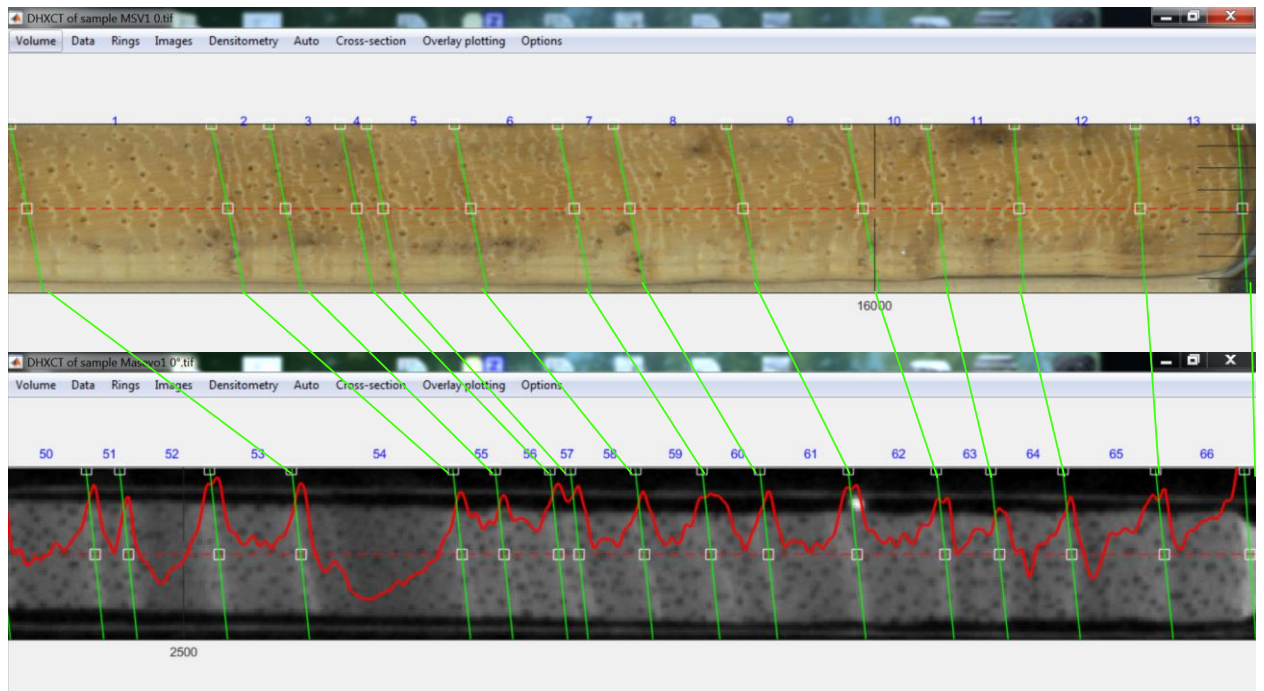 DHXCT of sample MSV1 0.tif
Volume Data Rings Images Densitometry Auto Cross-section Overlay plotting Options
1 2 3 4 5 6 7 8 9 10 11 12 13
16000
DHXCT of sample Masevo1 0°.tif
Volume Data Rings Images Densitometry Auto Cross-section Overlay plotting Options
50 51 52 53 54 55 56 57 58 59 60 61 62 63 64 65 66
2500